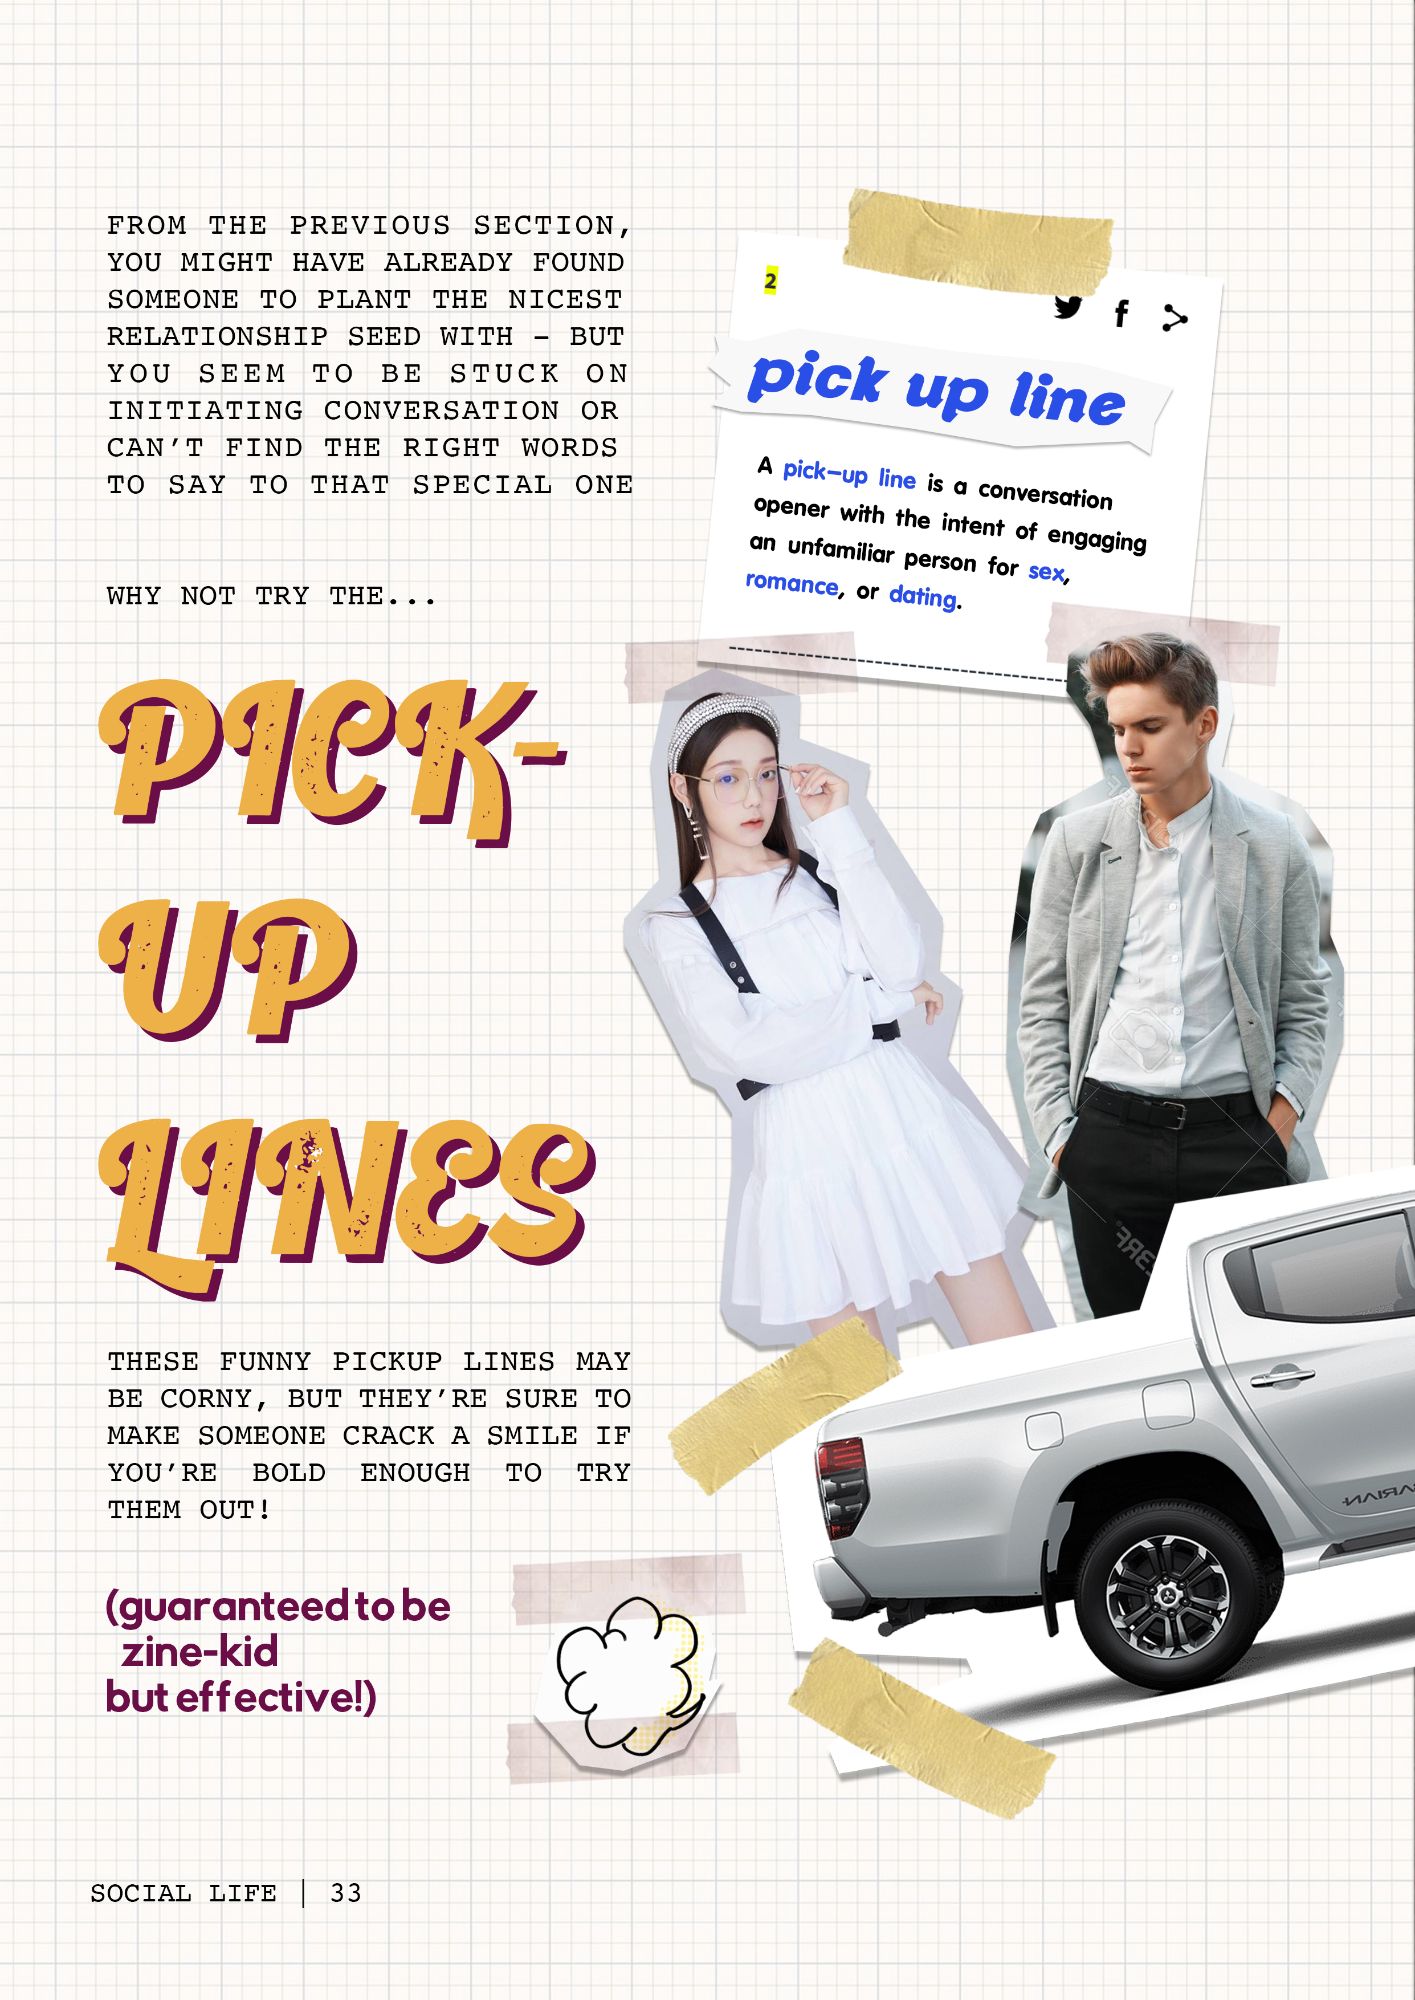 FROM THE PREVIOUS SECTION,
YOU MIGHT HAVE ALREADY FOUND
SOMEONE TO PLANT THE NICEST
RELATIONSHIP SEED WITH – BUT
YOU SEEM TO BE STUCK ON
INITIATING CONVERSATION OR
CAN'T FIND THE RIGHT WORDS
TO SAY TO THAT SPECIAL ONE
WHY NOT TRY THE...
PICK-
UP
LINES
THESE FUNNY PICKUP LINES MAY
BE CORNY, BUT THEY'RE SURE TO
MAKE SOMEONE CRACK A SMILE IF
YOU'RE BOLD ENOUGH TO TRY
THEM OUT!
(guaranteed to be
zine-kid
but effective!)
2
pick up line
A pick-up line is a conversation
opener with the intent of engaging
an unfamiliar person for sex,
romance, or dating.
SOCIAL LIFE | 33